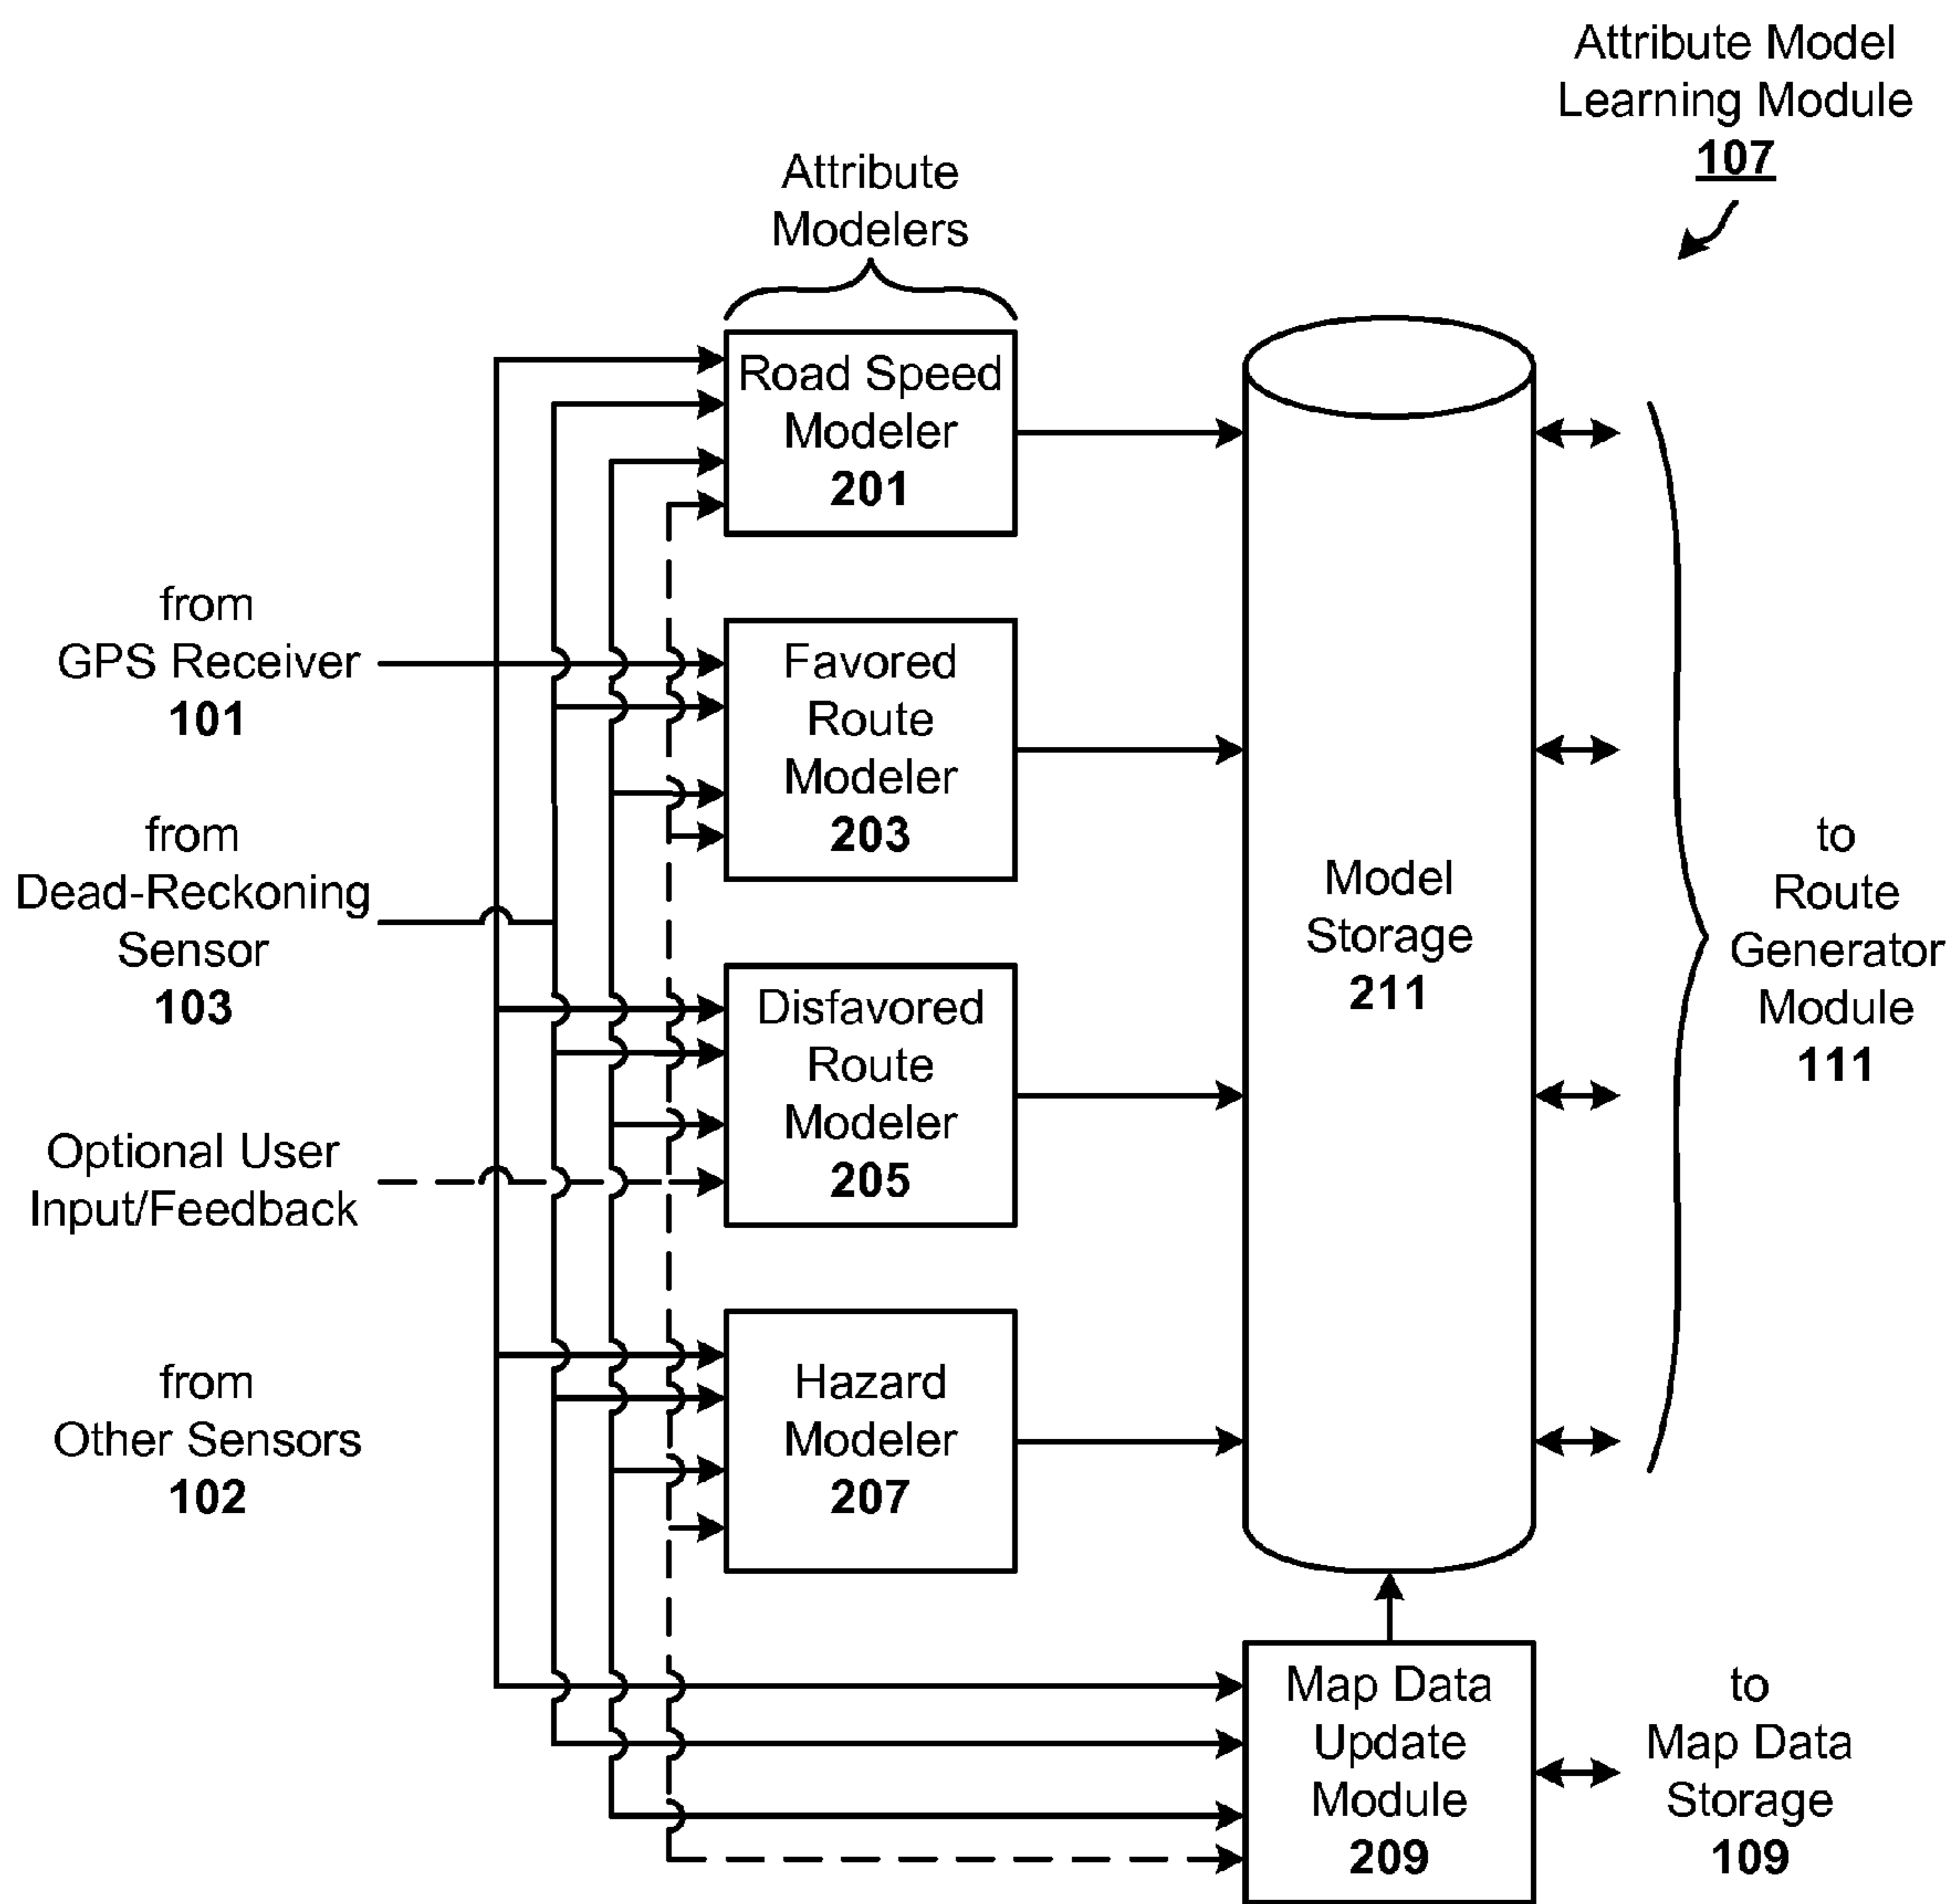 Attribute Model
Learning Module
107
Attribute
Modelers
Road Speed
Modeler
201
from
GPS Receiver
101
Favored
Route
Modeler
203
from
Dead-Reckoning
Sensor
103
Disfavored
Route
Modeler
205
Optional User
Input/Feedback
from
Other Sensors
102
Hazard
Modeler
207
Model
Storage
211
to
Route
Generator
Module
111
Map Data
Update
Module
209
to
Map Data
Storage
109